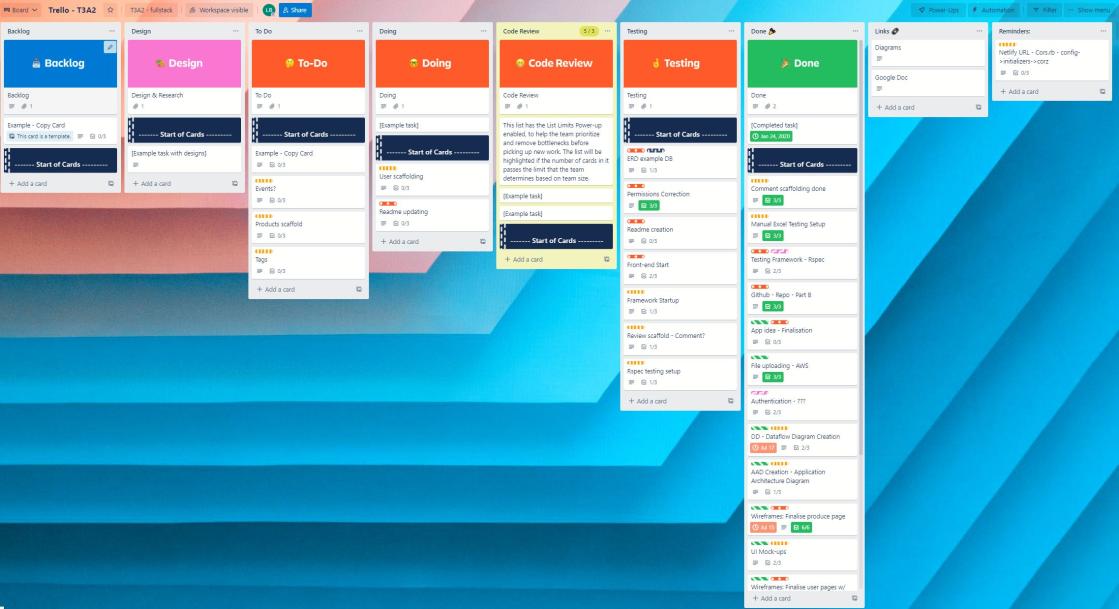 Board
Trello - T3A2
T3A2 - fullstack
Workspace visible
LB
Share
Power-Ups
Automation
Filter
Show menu
Backlog
Backlog
Backlog
1
Example - Copy Card
This card is a template.
0/3
------- Start of Cards ---------
+ Add a card
Design
Design
Design & Research
1
------- Start of Cards ---------
[Example task with designs]
+ Add a card
To Do
To-Do
To Do
1
------- Start of Cards ---------
Example - Copy Card
0/3
Events?
0/3
Products scaffold
0/3
Tags
0/3
+ Add a card
Doing
Doing
Doing
1
[Example task]
------- Start of Cards ---------
User scaffolding
0/3
Readme updating
0/3
+ Add a card
Code Review
5 / 3
Code Review
Code Review
1
This list has the List Limits Power-up
enabled, to help the team prioritize
and remove bottlenecks before
picking up new work. The list will be
highlighted if the number of cards in it
passes the limit that the team
determines based on team size.
[Example task]
[Example task]
------- Start of Cards ---------
+ Add a card
Testing
Testing
Testing
1
------- Start of Cards ---------
ERD example DB
1/3
Permissions Correction
3/3
Readme creation
0/5
Front-end Start
2/3
Framework Startup
1/3
Review scaffold - Comment?
1/3
Rspec testing setup
1/3
+ Add a card
Done
Done
Done
2
[Completed task]
Jan 24, 2020
------- Start of Cards ---------
Comment scaffolding done
3/3
Manual Excel Testing Setup
3/3
Testing Framework - Rspec
2/3
Github - Repo - Part B
3/3
App idea - Finalisation
0/3
File uploading - AWS
3/3
Authentication - ???
2/3
DD - Dataflow Diagram Creation
Jul 17
2/3
AAD Creation - Application
Architecture Diagram
1/3
Wireframes: Finalise produce page
Jul 15
6/6
UI Mock-ups
2/3
Wireframes: Finalise user pages w/
+ Add a card
Links
Diagrams
Google Doc
+ Add a card
Reminders:
Netlify URL - Cors.rb - config-
>initializers->corz
0/3
+ Add a card